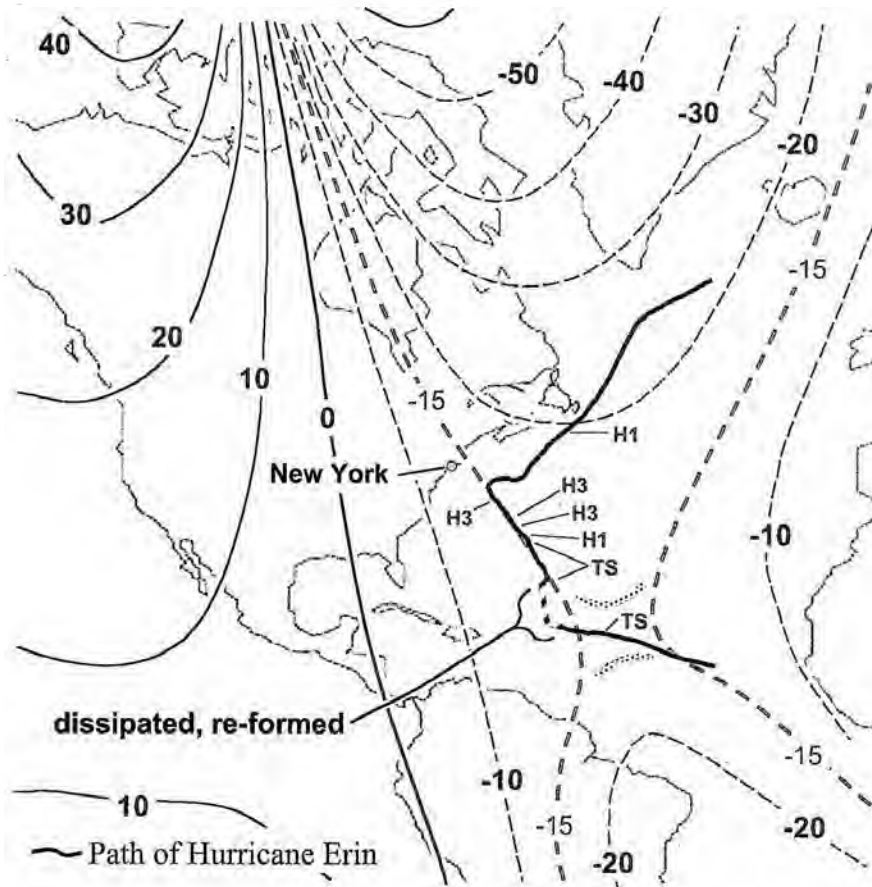 40
-50
-40
-30
-20
30
-15
20
10
0
-15
H1
New York
H3
H3
H3
-10
H1
TS
TS
dissipated, re-formed
-15
10
-10
-15
-20
-20
Path of Hurricane Erin